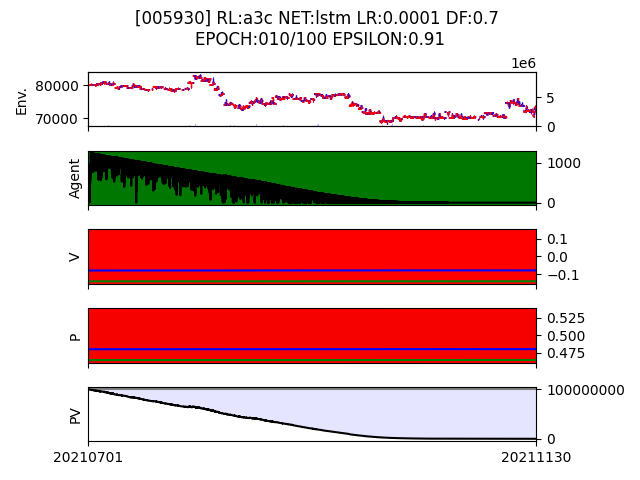 [005930] RL:a3c NET:lstm LR:0.0001 DF:0.7
EPOCH:010/100 EPSILON:0.91
1e6
Env.
80000
70000
5
0
Agent
1000
0
V
0.1
0.0
−0.1
P
0.525
0.500
0.475
PV
100000000
0
20210701
20211130